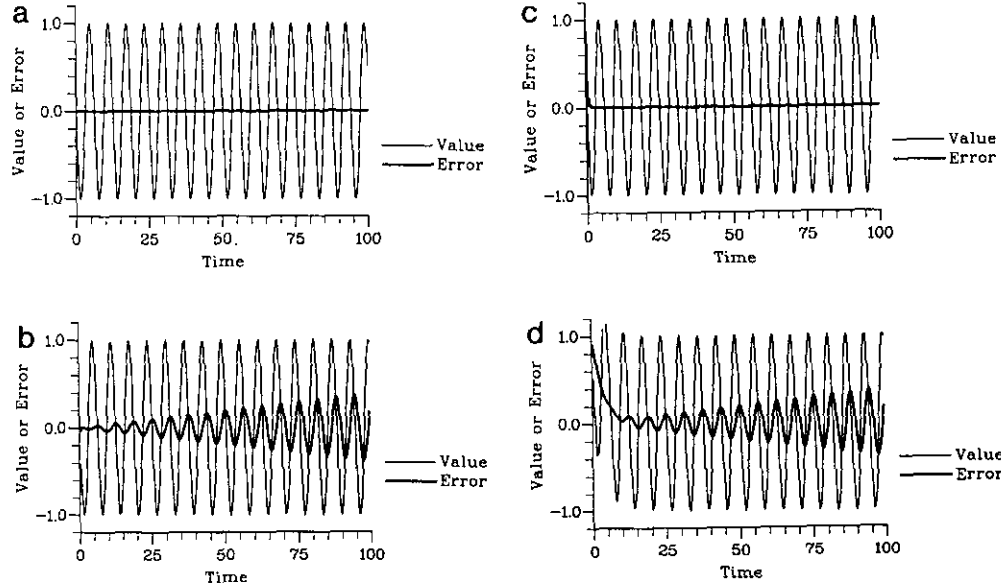 a
1.0
0.0
−1.0
Value or Error
0 25 50. 75 100
Time
Value
Error
c
1.0
0.0
−1.0
Value or Error
0 25 50 75 100
Time
Value
Error
b
1.0
0.0
−1.0
Value or Error
0 25 50 75 100
Time
Value
Error
d
1.0
0.0
−1.0
Value or Error
0 25 50 75 100
Time
Value
Error